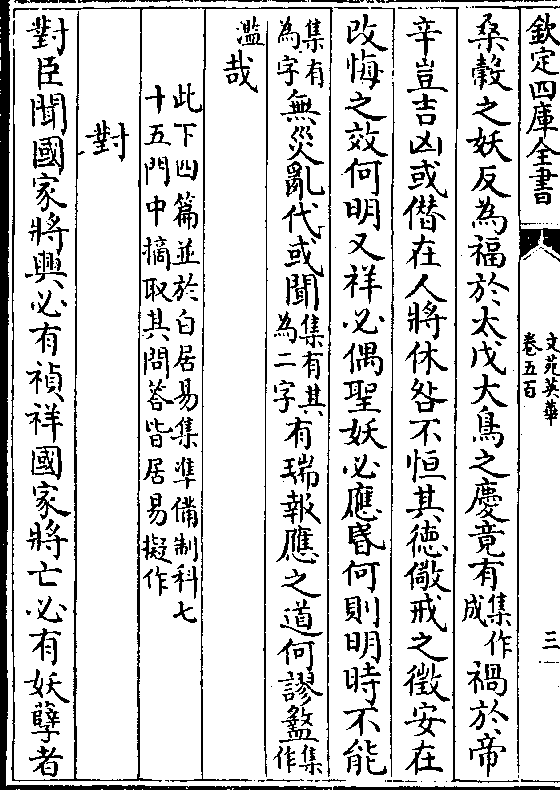 欽定四庫全書
文苑英華
卷五百
三
桑穀之妖反為福於太戊大鳥之慶竟有集作成禍於帝
辛豈吉凶或僭在人將休咎不恒其德儆戒之徵安在
改悔之效何明又祥必偶聖妖必應昏何則明時不能
集有為字無災亂代或聞集有其為二字有瑞報應之道何謬盭集作
濫哉
此下四篇並於白居易集凖備制科七
十五門中摘取其問荅皆居易擬作
對
對臣聞國家將興必有禎祥國家將亡必有妖孽者